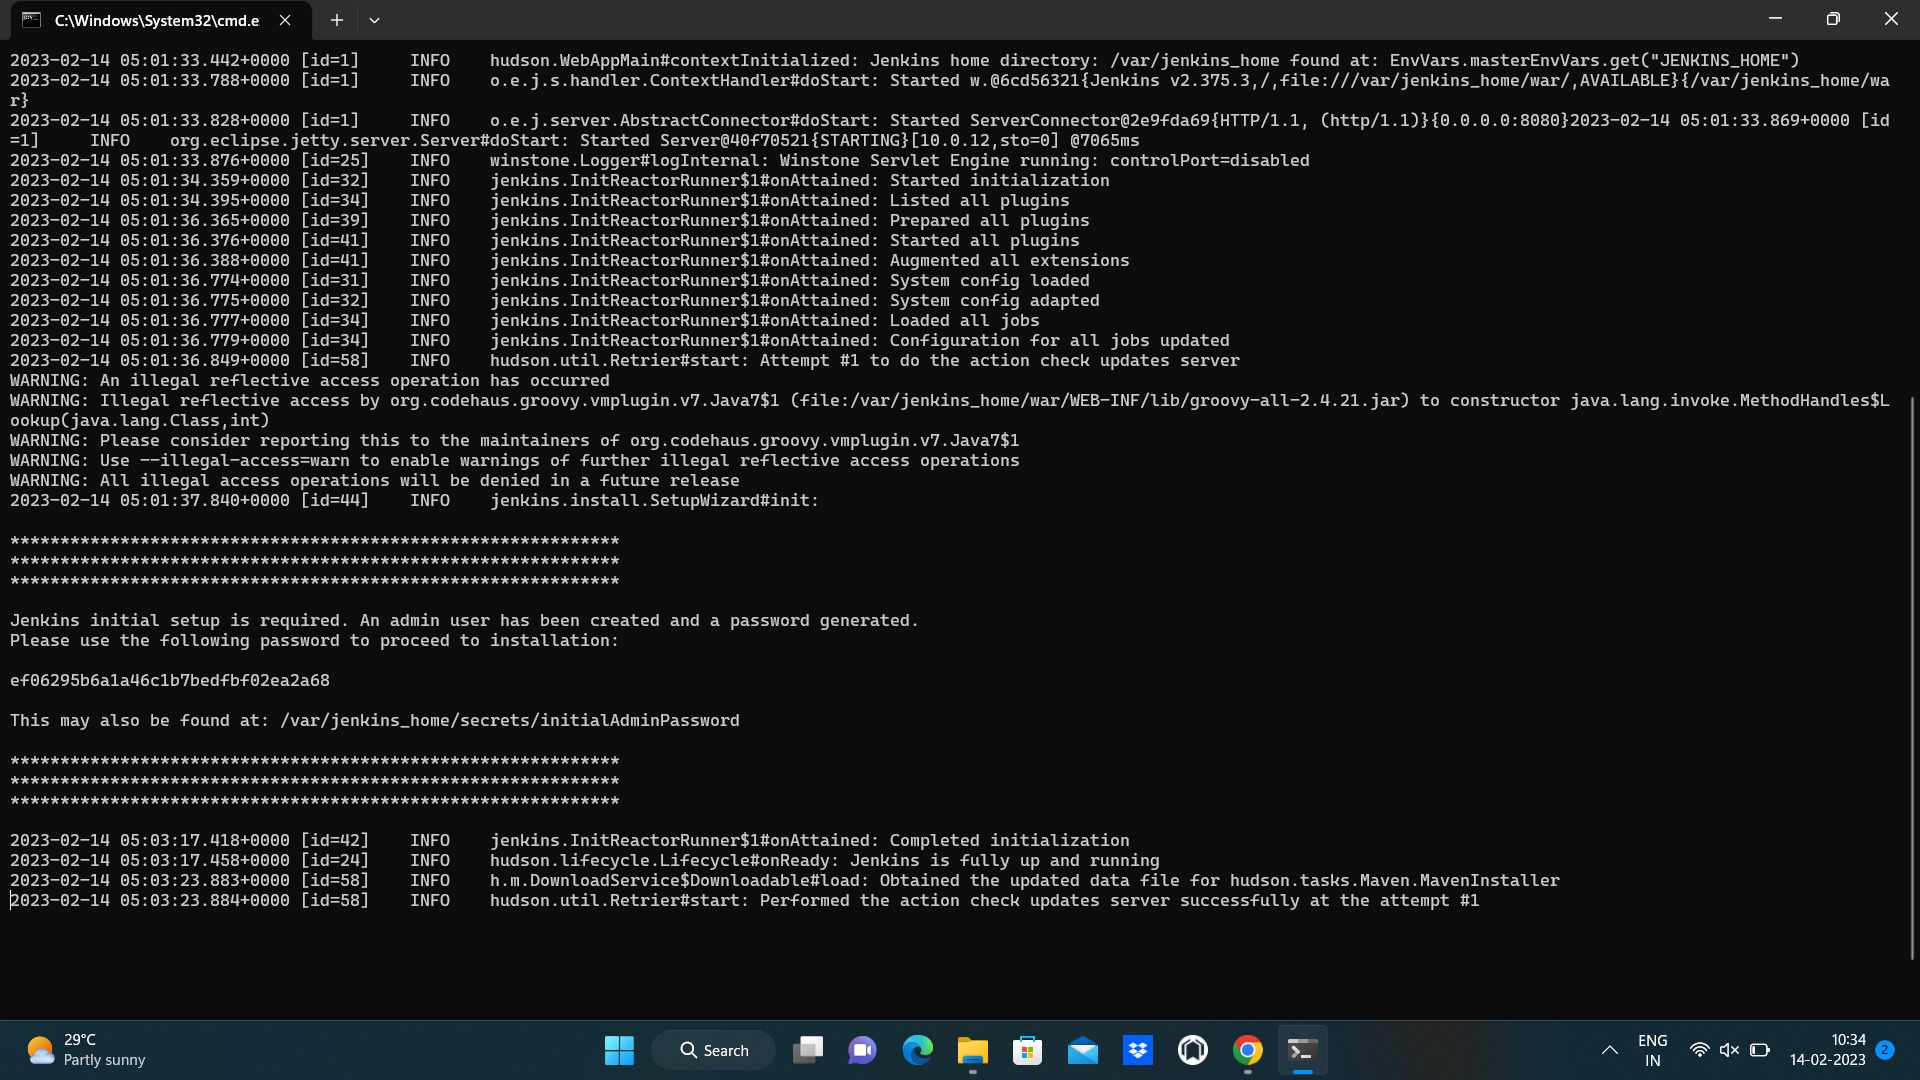 C:\Windows\System32\cmd.e
2023-02-14 05:01:33.442+0000 [id=1]     INFO    hudson.WebAppMain#contextInitialized: Jenkins home directory: /var/jenkins_home found at: EnvVars.masterEnvVars.get("JENKINS_HOME")
2023-02-14 05:01:33.788+0000 [id=1]     INFO    o.e.j.s.handler.ContextHandler#doStart: Started w.@6cd56321{Jenkins v2.375.3,/,file:///var/jenkins_home/war/,AVAILABLE}{/var/jenkins_home/wa
r}
2023-02-14 05:01:33.828+0000 [id=1]     INFO    o.e.j.server.AbstractConnector#doStart: Started ServerConnector@2e9fda69{HTTP/1.1, (http/1.1)}{0.0.0.0:8080}2023-02-14 05:01:33.869+0000 [id
=1]     INFO    org.eclipse.jetty.server.Server#doStart: Started Server@40f70521{STARTING}[10.0.12,sto=0] @7065ms
2023-02-14 05:01:33.876+0000 [id=25]    INFO    winstone.Logger#logInternal: Winstone Servlet Engine running: controlPort=disabled
2023-02-14 05:01:34.359+0000 [id=32]    INFO    jenkins.InitReactorRunner$1#onAttained: Started initialization
2023-02-14 05:01:34.395+0000 [id=34]    INFO    jenkins.InitReactorRunner$1#onAttained: Listed all plugins
2023-02-14 05:01:36.365+0000 [id=39]    INFO    jenkins.InitReactorRunner$1#onAttained: Prepared all plugins
2023-02-14 05:01:36.376+0000 [id=41]    INFO    jenkins.InitReactorRunner$1#onAttained: Started all plugins
2023-02-14 05:01:36.388+0000 [id=41]    INFO    jenkins.InitReactorRunner$1#onAttained: Augmented all extensions
2023-02-14 05:01:36.774+0000 [id=31]    INFO    jenkins.InitReactorRunner$1#onAttained: System config loaded
2023-02-14 05:01:36.775+0000 [id=32]    INFO    jenkins.InitReactorRunner$1#onAttained: System config adapted
2023-02-14 05:01:36.777+0000 [id=34]    INFO    jenkins.InitReactorRunner$1#onAttained: Loaded all jobs
2023-02-14 05:01:36.779+0000 [id=34]    INFO    jenkins.InitReactorRunner$1#onAttained: Configuration for all jobs updated
2023-02-14 05:01:36.849+0000 [id=58]    INFO    hudson.util.Retrier#start: Attempt #1 to do the action check updates server
WARNING: An illegal reflective access operation has occurred
WARNING: Illegal reflective access by org.codehaus.groovy.vmplugin.v7.Java7$1 (file:/var/jenkins_home/war/WEB-INF/lib/groovy-all-2.4.21.jar) to constructor java.lang.invoke.MethodHandles$L
ookup(java.lang.Class,int)
WARNING: Please consider reporting this to the maintainers of org.codehaus.groovy.vmplugin.v7.Java7$1
WARNING: Use --illegal-access=warn to enable warnings of further illegal reflective access operations
WARNING: All illegal access operations will be denied in a future release
2023-02-14 05:01:37.840+0000 [id=44]    INFO    jenkins.install.SetupWizard#init:
*************************************************************
*************************************************************
*************************************************************
Jenkins initial setup is required. An admin user has been created and a password generated.
Please use the following password to proceed to installation:
ef06295b6a1a46c1b7bedfbf02ea2a68
This may also be found at: /var/jenkins_home/secrets/initialAdminPassword
*************************************************************
*************************************************************
*************************************************************
2023-02-14 05:03:17.418+0000 [id=42]    INFO    jenkins.InitReactorRunner$1#onAttained: Completed initialization
2023-02-14 05:03:17.458+0000 [id=24]    INFO    hudson.lifecycle.Lifecycle#onReady: Jenkins is fully up and running
2023-02-14 05:03:23.883+0000 [id=58]    INFO    h.m.DownloadService$Downloadable#load: Obtained the updated data file for hudson.tasks.Maven.MavenInstaller
2023-02-14 05:03:23.884+0000 [id=58]    INFO    hudson.util.Retrier#start: Performed the action check updates server successfully at the attempt #1
29°C
Partly sunny
Search
ENG
IN
10:34
14-02-2023
2